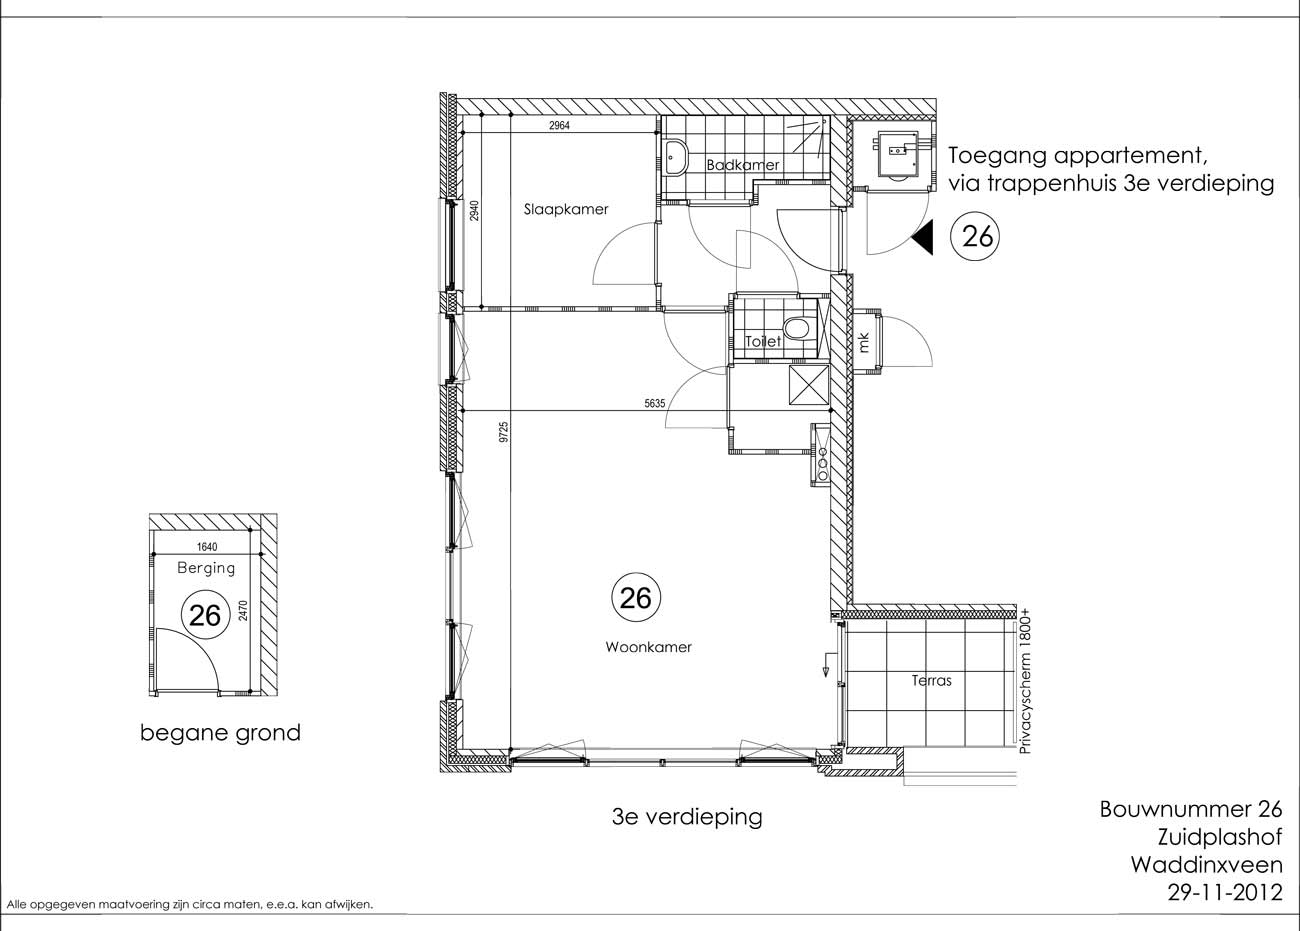 2964
Badkamer
Slaapkamer
2940
Toegang appartement,
via trappenhuis 3e verdieping
26
Toilet
mk
5635
9725
1640
Berging
26
2470
begane grond
26
Woonkamer
Terras
Privacyscherm 1800+
3e verdieping
Bouwnummer 26
Zuidplashof
Waddinxveen
29-11-2012
Alle opgegeven maatvoering zijn circa maten, e.e.a. kan afwijken.